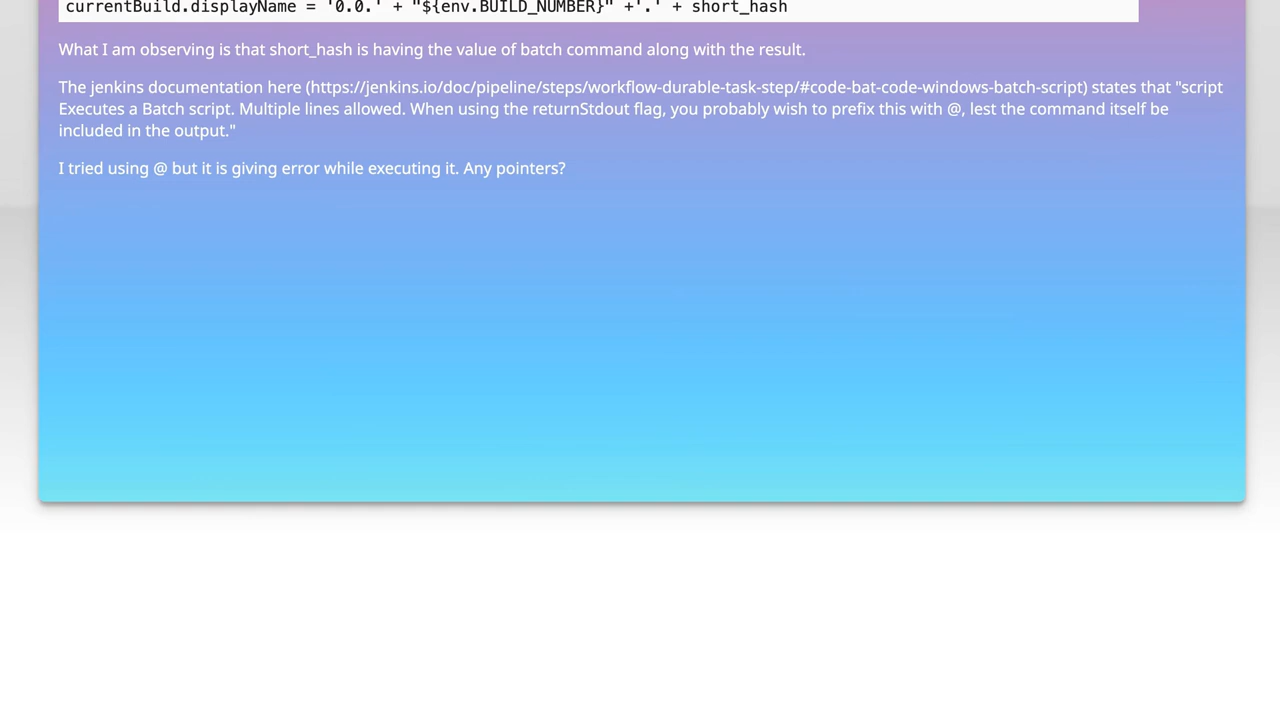 currentBuild.displayName = '0.0.' + "${env.BUILD_NUMBER}" +'.' + short_hash
What I am observing is that short_hash is having the value of batch command along with the result.
The jenkins documentation here (https://jenkins.io/doc/pipeline/steps/workflow-durable-task-step/#code-bat-code-windows-batch-script) states that "script
Executes a Batch script. Multiple lines allowed. When using the returnStdout flag, you probably wish to prefix this with @, lest the command itself be
included in the output."
I tried using @ but it is giving error while executing it. Any pointers?